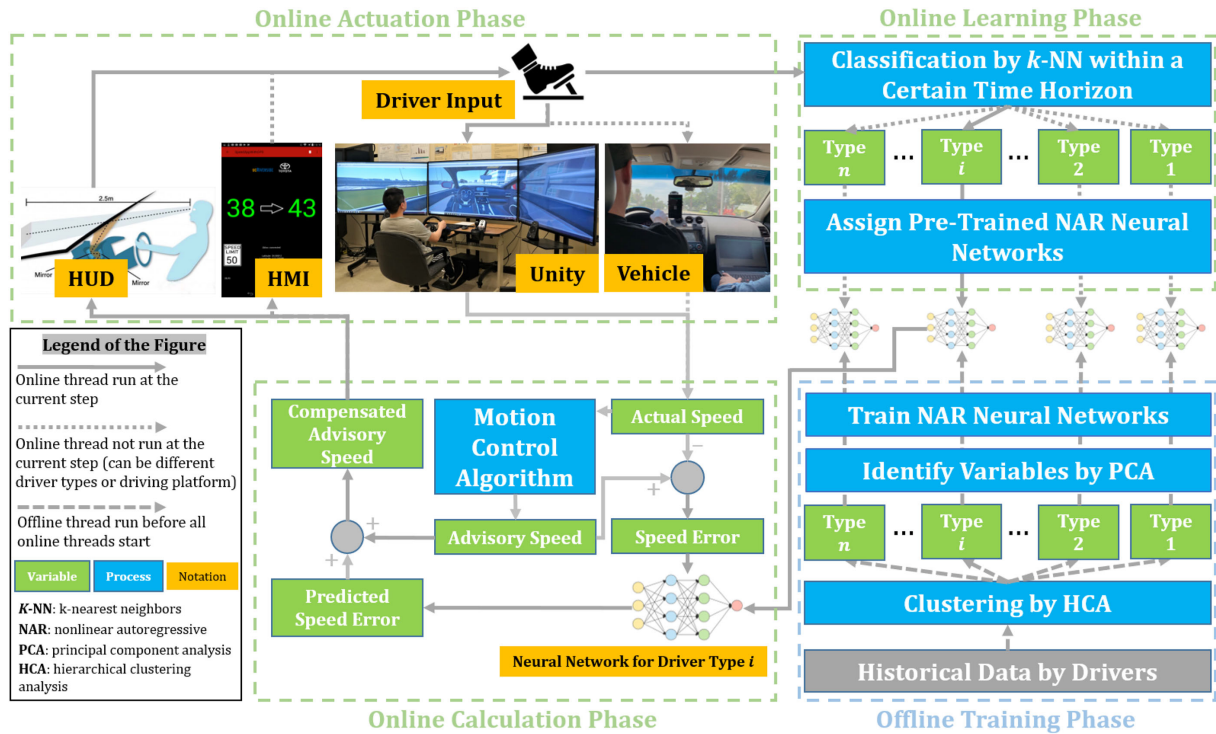 Online Actuation Phase
Driver Input
2.5m
Mirror
Mirror
HUD
TOYOTA
38 ⇨ 43
SPEED
LIMIT
50
HMI
Unity
Vehicle
Online Learning Phase
Classification by k-NN within a
Certain Time Horizon
Type
n
...
Type
i
...
Type
2
Type
1
Assign Pre-Trained NAR Neural
Networks
Legend of the Figure
Online thread run at the
current step
Online thread not run at the
current step (can be different
driver types or driving platform)
Offline thread run before all
online threads start
Variable
Process
Notation
K-NN: k-nearest neighbors
NAR: nonlinear autoregressive
PCA: principal component analysis
HCA: hierarchical clustering
analysis
Compensated
Advisory
Speed
Motion
Control
Algorithm
Actual Speed
−
+
Advisory Speed
Speed Error
+
+
Predicted
Speed Error
Neural Network for Driver Type i
Online Calculation Phase
Train NAR Neural Networks
Identify Variables by PCA
Type
n
...
Type
i
...
Type
2
Type
1
Clustering by HCA
Historical Data by Drivers
Offline Training Phase